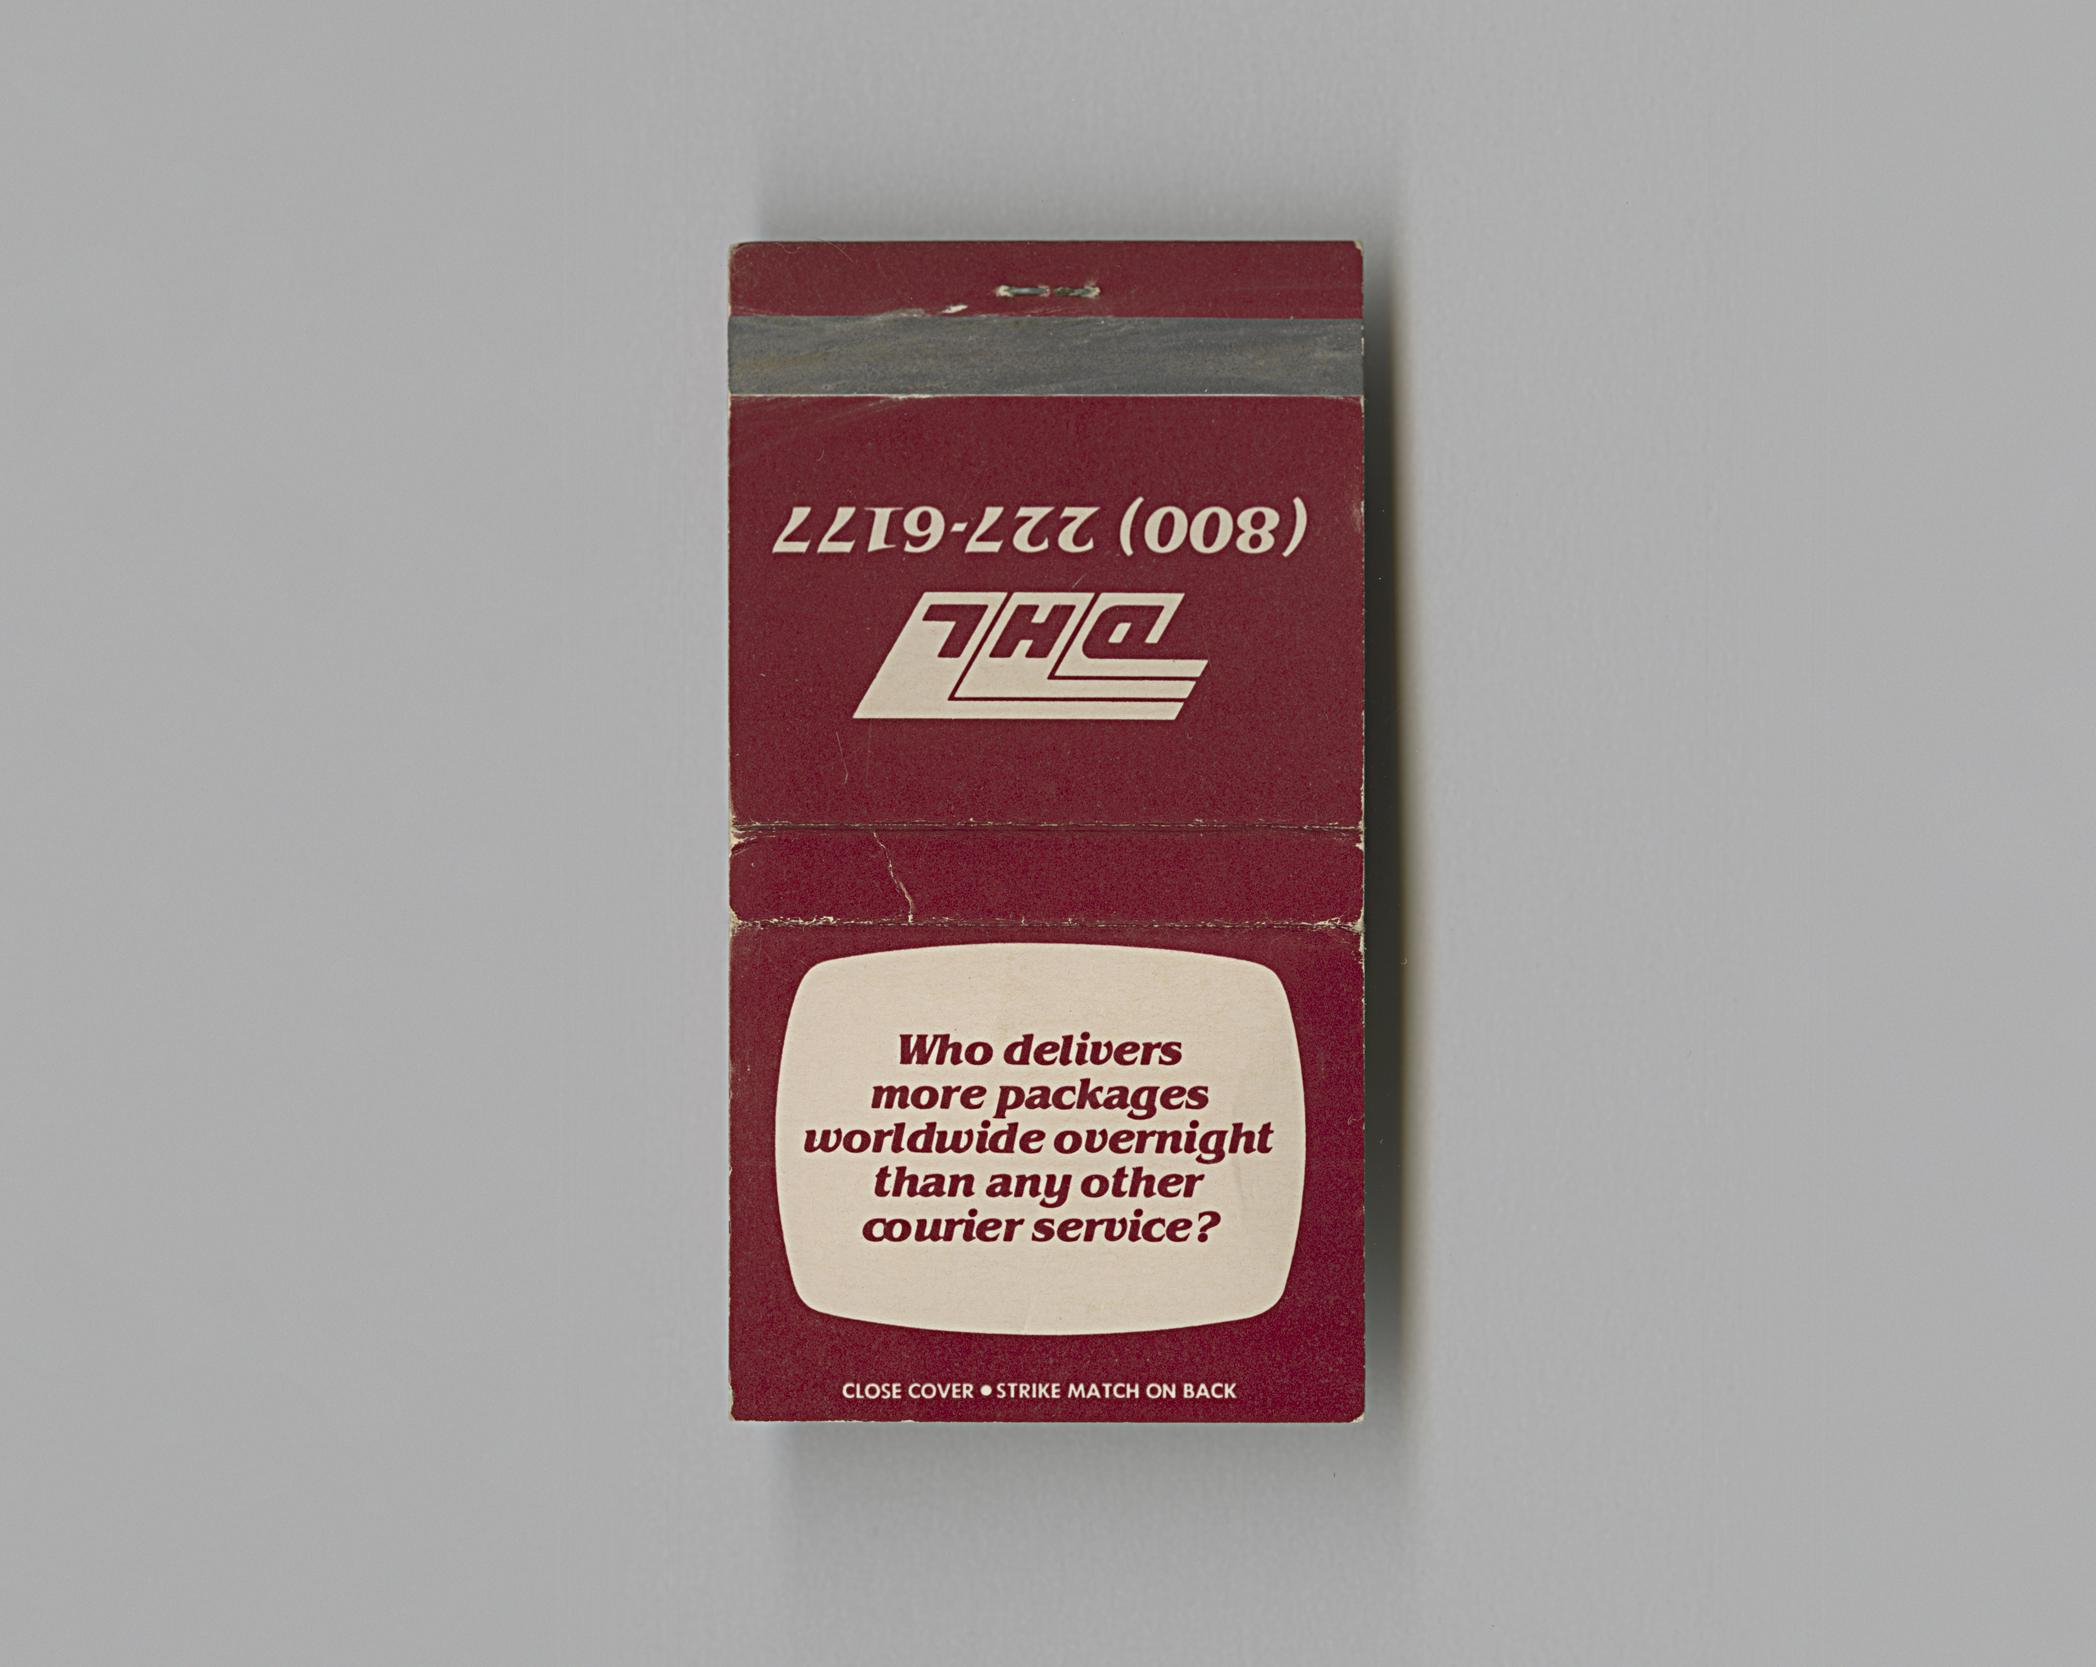 (800) 227-6177
DHL
Who delivers
more packages
worldwide overnight
than any other
courier service?
CLOSE COVER ● STRIKE MATCH ON BACK